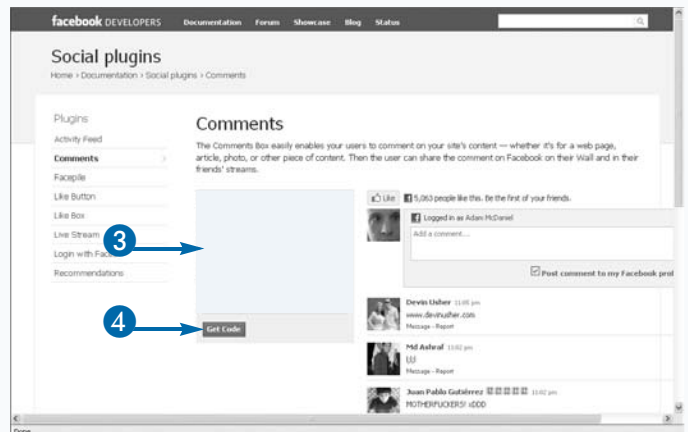 facebook DEVELOPERS Documentation Forum Showcase Blog Status
Social plugins
Home › Documentation › Social plugins › Comments
Plugins
Activity Feed
Comments
Facepile
Like Button
Like Box
Live Stream
Login with Face
Recommendations
Comments
The Comments Box easily enables your users to comment on your site's content — whether it's for a web page,
article, photo, or other piece of content. Then the user can share the comment on Facebook on their Wall and in their
friends' streams.
3
4
Get Code
Like 5,063 people like this. Be the first of your friends.
Logged in as Adam McDaniel
Add a comment...
Post comment to my Facebook prof
Devin Usher 11:05 pm
www.devinusher.com
Message - Report
Md Ashraf 11:02 pm
Message - Report
Juan Pablo Gutiérrez 11:02 pm
MOTHERFUCKERS! xDDD
Done